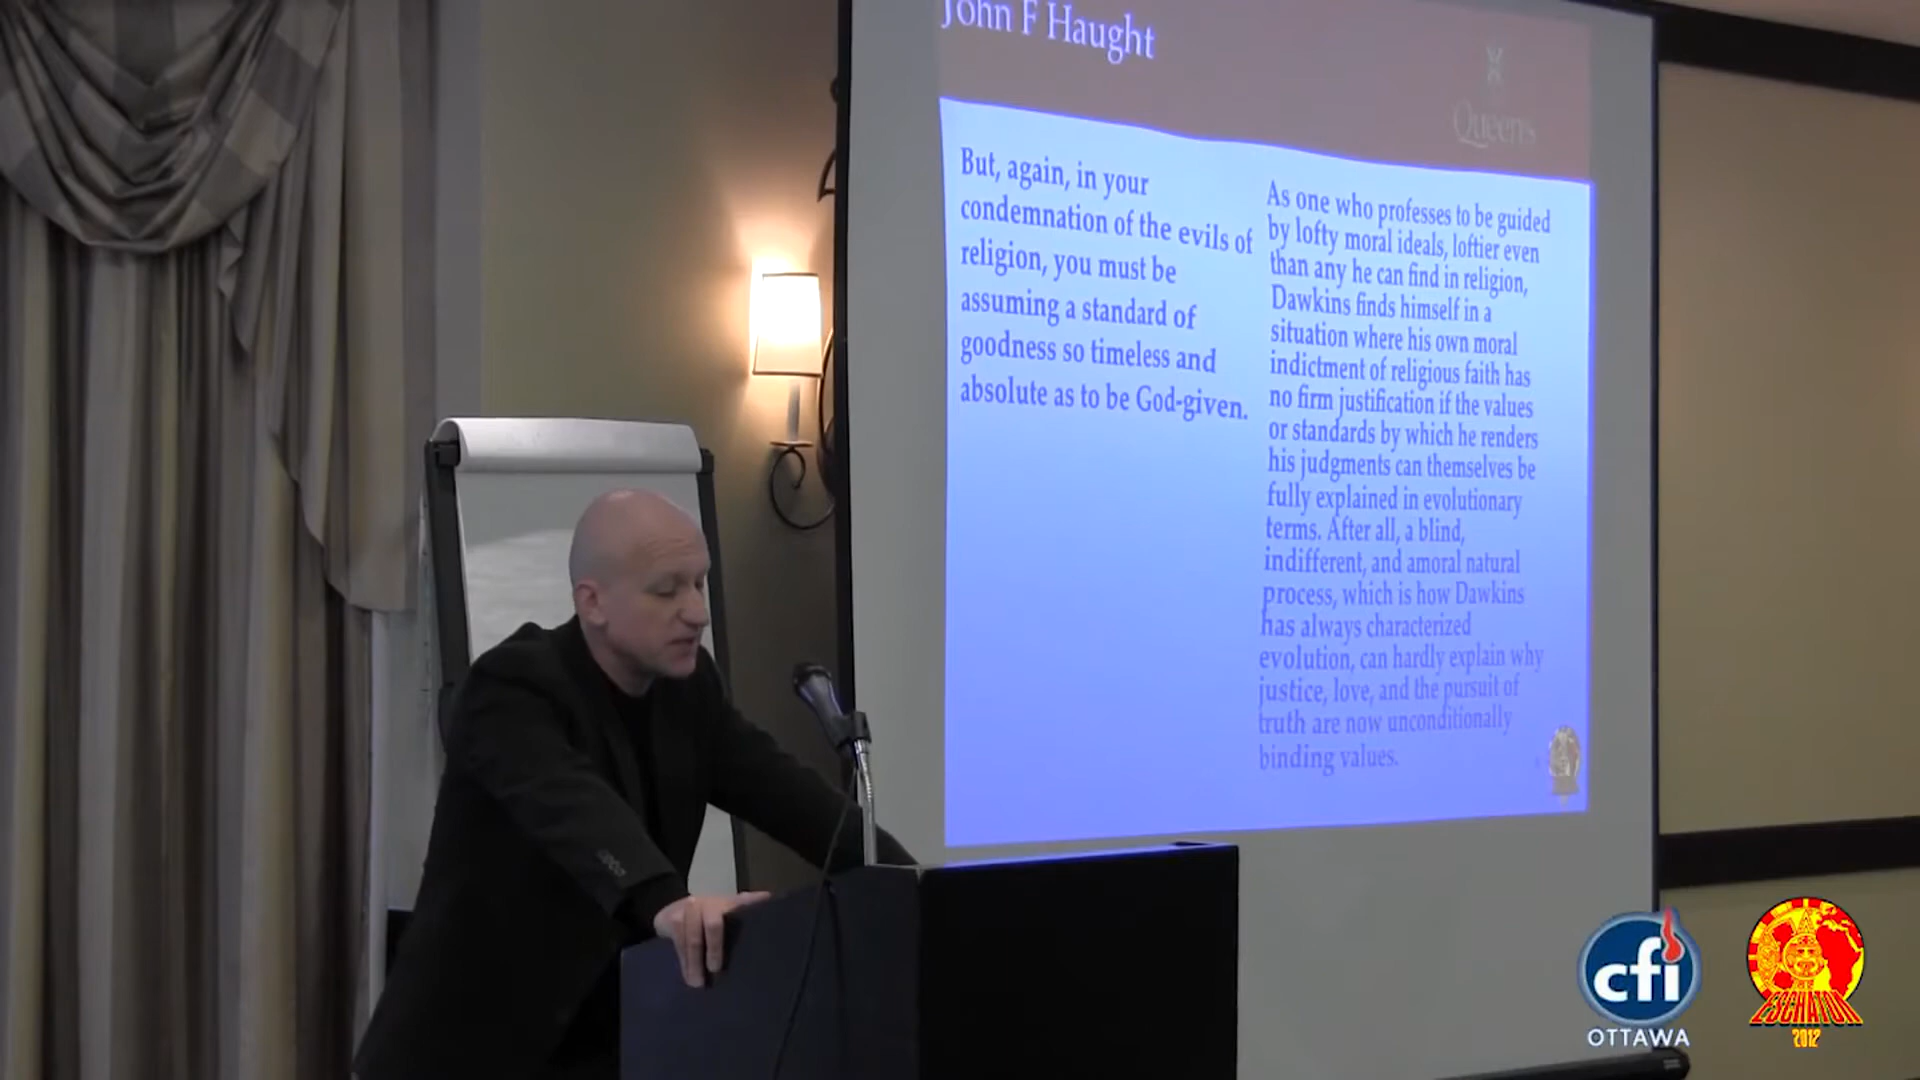 John F Haught
Queen's
But, again, in your
condemnation of the evils of
religion, you must be
assuming a standard of
goodness so timeless and
absolute as to be God-given.
As one who professes to be guided
by lofty moral ideals, loftier even
than any he can find in religion,
Dawkins finds himself in a
situation where his own moral
indictment of religious faith has
no firm justification if the values
or standards by which he renders
his judgments can themselves be
fully explained in evolutionary
terms. After all, a blind,
indifferent, and amoral natural
process, which is how Dawkins
has always characterized
evolution, can hardly explain why
justice, love, and the pursuit of
truth are now unconditionally
binding values.
cfi
OTTAWA
ESCHATON
2012